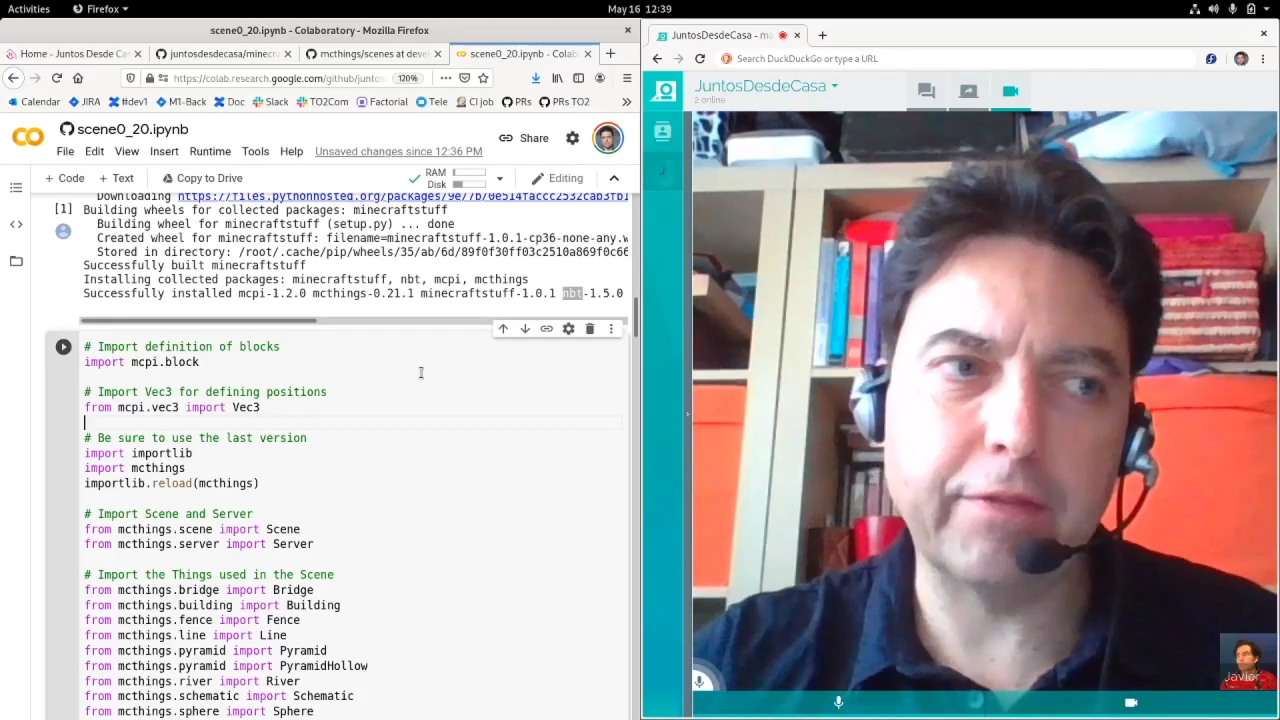 Activities
Firefox
May 16 12:39
scene0_20.ipynb - Colaboratory - Mozilla Firefox
Home - Juntos Desde Ca
juntosdesdecasa/minecra
mcthings/scenes at deve
scene0_20.ipynb - Colab
https://colab.research.google.com/github/juntos
120%
Calendar
JIRA
#dev1
M1-Back
Doc
Slack
TO2Com
Factorial
Tele
CI job
PRs
PRs TO2
scene0_20.ipynb
Share
File Edit View Insert Runtime Tools Help Unsaved changes since 12:36 PM
+ Code + Text Copy to Drive
RAM
Disk
Editing
Downloading https://files.pythonhosted.org/packages/9e/7b/0e514faccc2532cab3fb1
[1] Building wheels for collected packages: minecraftstuff
Building wheel for minecraftstuff (setup.py) ... done
Created wheel for minecraftstuff: filename=minecraftstuff-1.0.1-cp36-none-any.w
Stored in directory: /root/.cache/pip/wheels/35/ab/6d/89f0f30ff03c2510a869f0c66
Successfully built minecraftstuff
Installing collected packages: minecraftstuff, nbt, mcpi, mcthings
Successfully installed mcpi-1.2.0 mcthings-0.21.1 minecraftstuff-1.0.1 nbt-1.5.0
# Import definition of blocks
import mcpi.block
# Import Vec3 for defining positions
from mcpi.vec3 import Vec3
# Be sure to use the last version
import importlib
import mcthings
importlib.reload(mcthings)
# Import Scene and Server
from mcthings.scene import Scene
from mcthings.server import Server
# Import the Things used in the Scene
from mcthings.bridge import Bridge
from mcthings.building import Building
from mcthings.fence import Fence
from mcthings.line import Line
from mcthings.pyramid import Pyramid
from mcthings.pyramid import PyramidHollow
from mcthings.river import River
from mcthings.schematic import Schematic
from mcthings.sphere import Sphere
JuntosDesdeCasa - ma
Search DuckDuckGo or type a URL
JuntosDesdeCasa
2 online
J
Javier